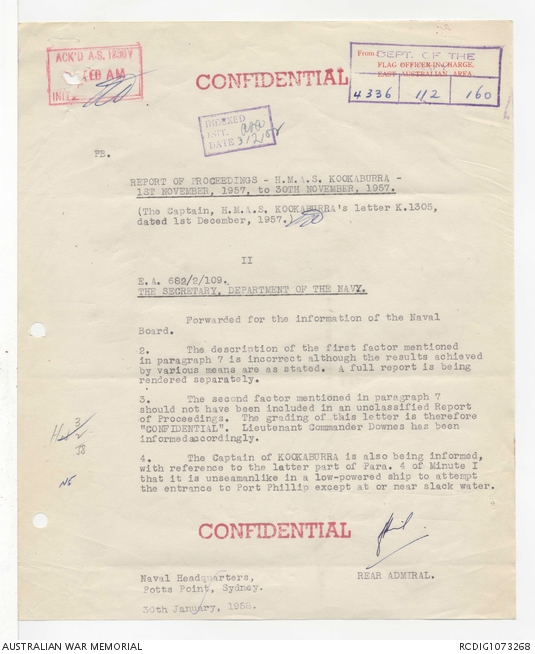 ACK'D A.S. 
CONFIDENTIAL
From DEPT. OF THE
FLAG OFFICER-IN-CHARGE,
EAST AUSTRALIAN AREA
4336 112 160
INDEXED
INIT.
DATE 3/2/58
PB.
REPORT OF PROCEEDINGS - H.M.A.S. KOOKABURRA -
1ST NOVEMBER, 1957, to 30TH NOVEMBER, 1957.
(The Captain, H.M.A.S. KOOKABURRA's letter K.1305,
dated 1st December, 1957.)
II
E.A. 682/2/109.
THE SECRETARY, DEPARTMENT OF THE NAVY.
Forwarded for the information of the Naval
Board.
2. The description of the first factor mentioned
in paragraph 7 is incorrect although the results achieved
by various means are as stated. A full report is being
rendered separately.
3. The second factor mentioned in paragraph 7
should not have been included in an unclassified Report
of Proceedings. The grading of this letter is therefore
"CONFIDENTIAL". Lieutenant Commander Downes has been
informedaccordingly.
4. The Captain of KOOKABURRA is also being informed,
with reference to the latter part of Para. 4 of Minute I
that it is unseamanlike in a low-powered ship to attempt
the entrance to Port Phillip except at or near slack water.
CONFIDENTIAL
REAR ADMIRAL.
Naval Headquarters,
Potts Point, Sydney.
30th January, 1958.
AUSTRALIAN WAR MEMORIAL
RCDIG1073268